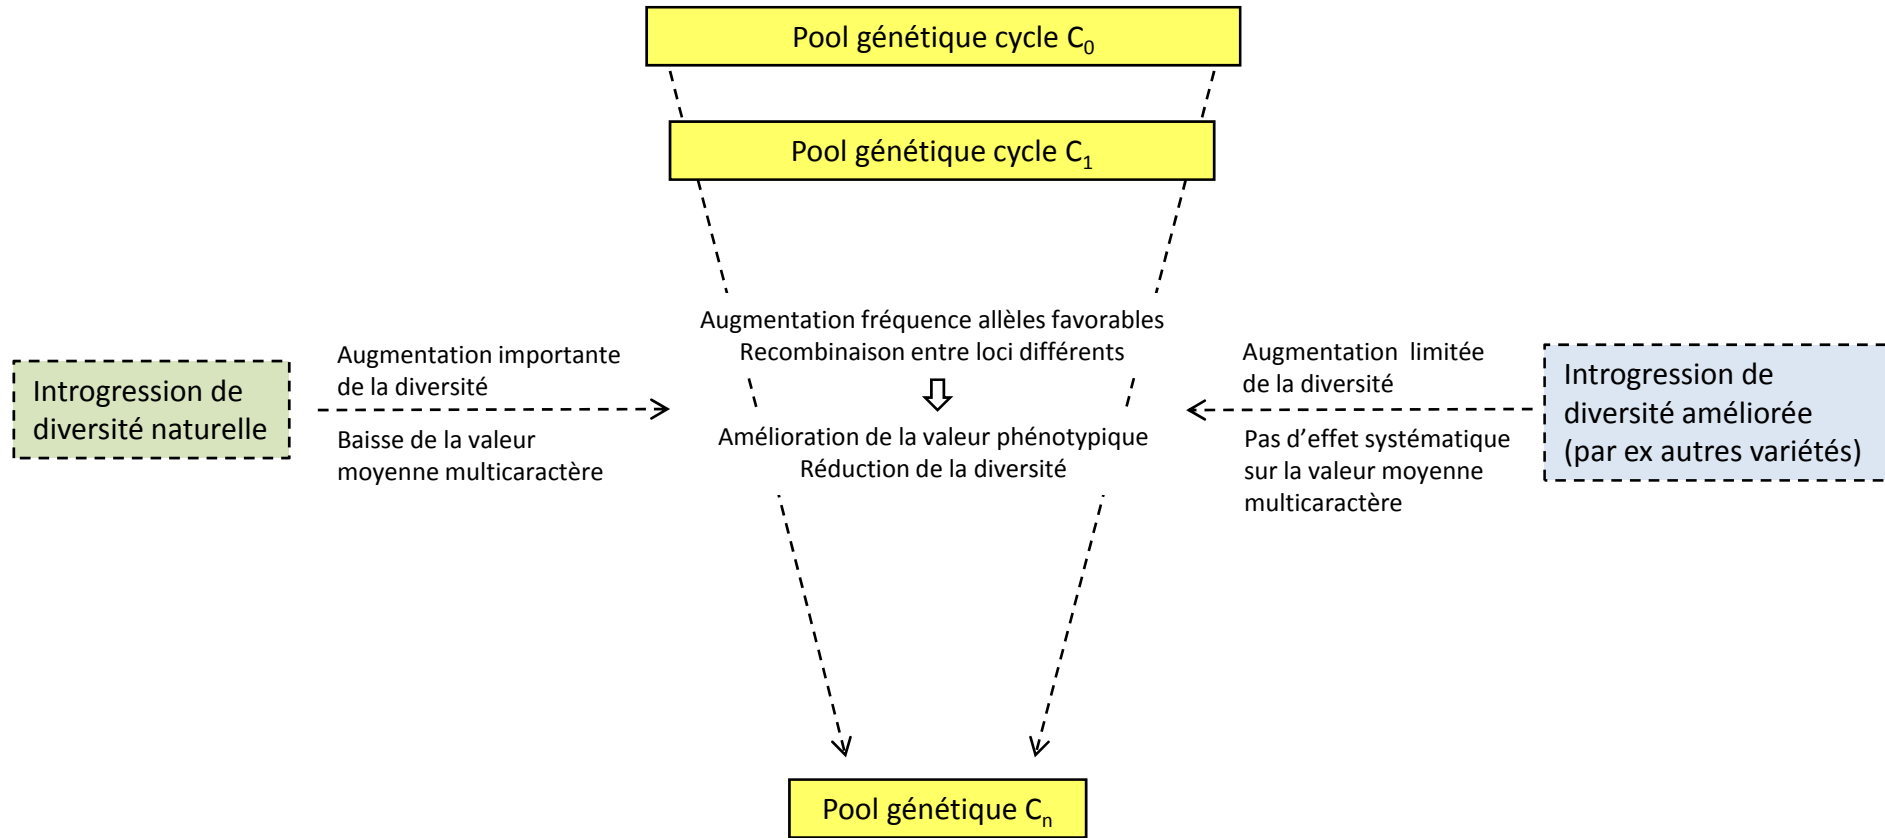 Pool génétique cycle C₀
Pool génétique cycle C₁
Augmentation fréquence allèles favorables
Recombinaison entre loci différents
Amélioration de la valeur phénotypique
Réduction de la diversité
Introgression de
diversité naturelle
Augmentation importante
de la diversité
Baisse de la valeur
moyenne multicaractère
Augmentation limitée
de la diversité
Pas d’effet systématique
sur la valeur moyenne
multicaractère
Introgression de
diversité améliorée
(par ex autres variétés)
Pool génétique Cₙ